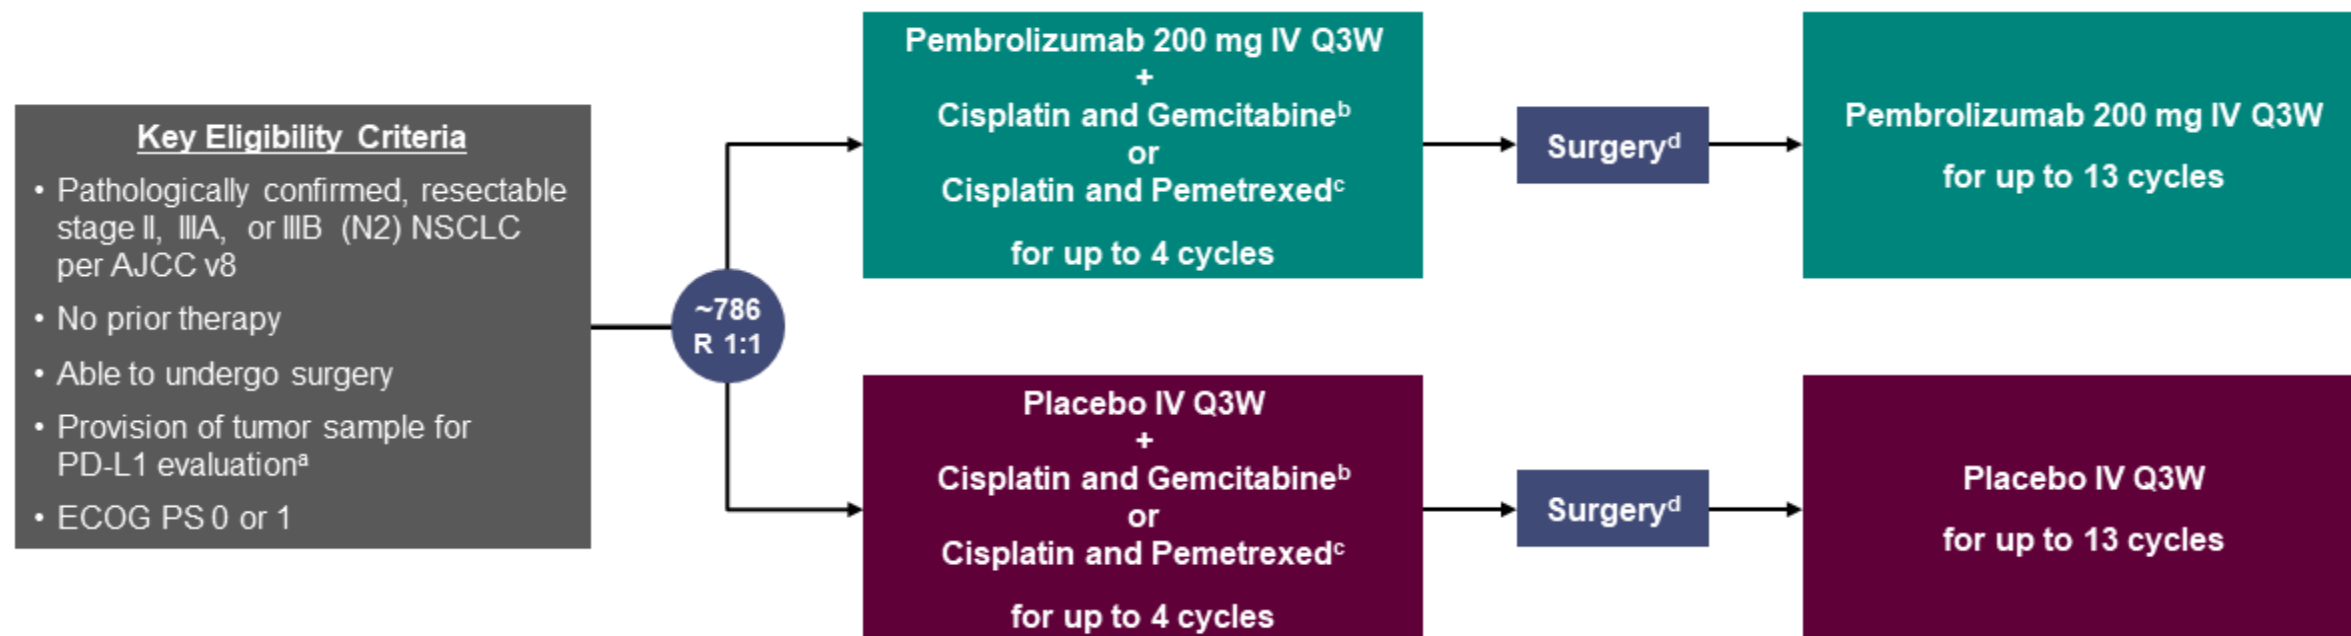 Key Eligibility Criteria
• Pathologically confirmed, resectable
stage II, IIIA, or IIIB (N2) NSCLC
per AJCC v8
• No prior therapy
• Able to undergo surgery
• Provision of tumor sample for
PD-L1 evaluationᵃ
• ECOG PS 0 or 1
~786
R 1:1
Pembrolizumab 200 mg IV Q3W
+
Cisplatin and Gemcitabineᵇ
or
Cisplatin and Pemetrexedᶜ
for up to 4 cycles
Surgeryᵈ
Pembrolizumab 200 mg IV Q3W
for up to 13 cycles
Placebo IV Q3W
+
Cisplatin and Gemcitabineᵇ
or
Cisplatin and Pemetrexedᶜ
for up to 4 cycles
Surgeryᵈ
Placebo IV Q3W
for up to 13 cycles